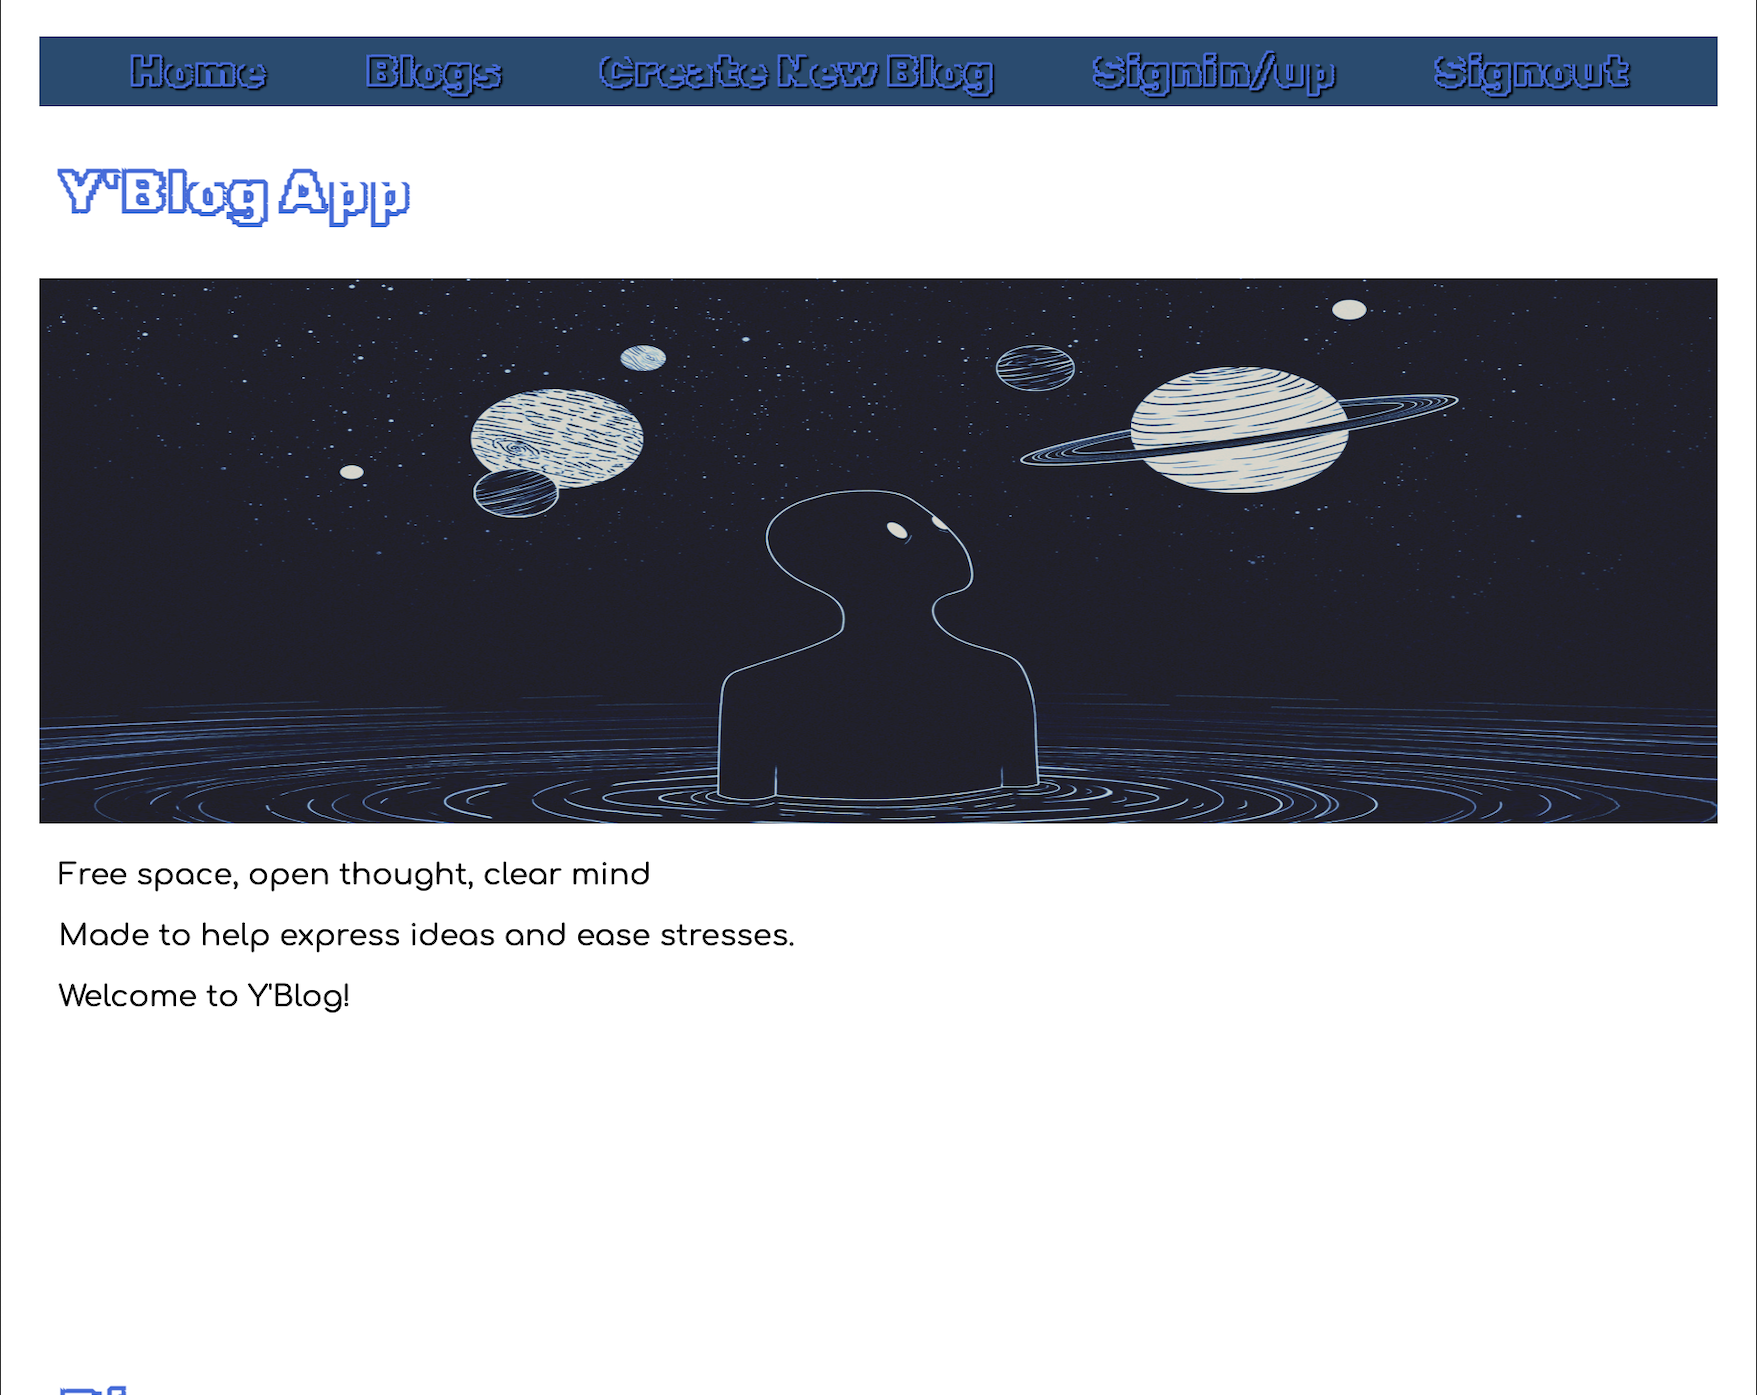 Home Blogs Create New Blog Signin/up Signout
Y'Blog App
Free space, open thought, clear mind
Made to help express ideas and ease stresses.
Welcome to Y'Blog!